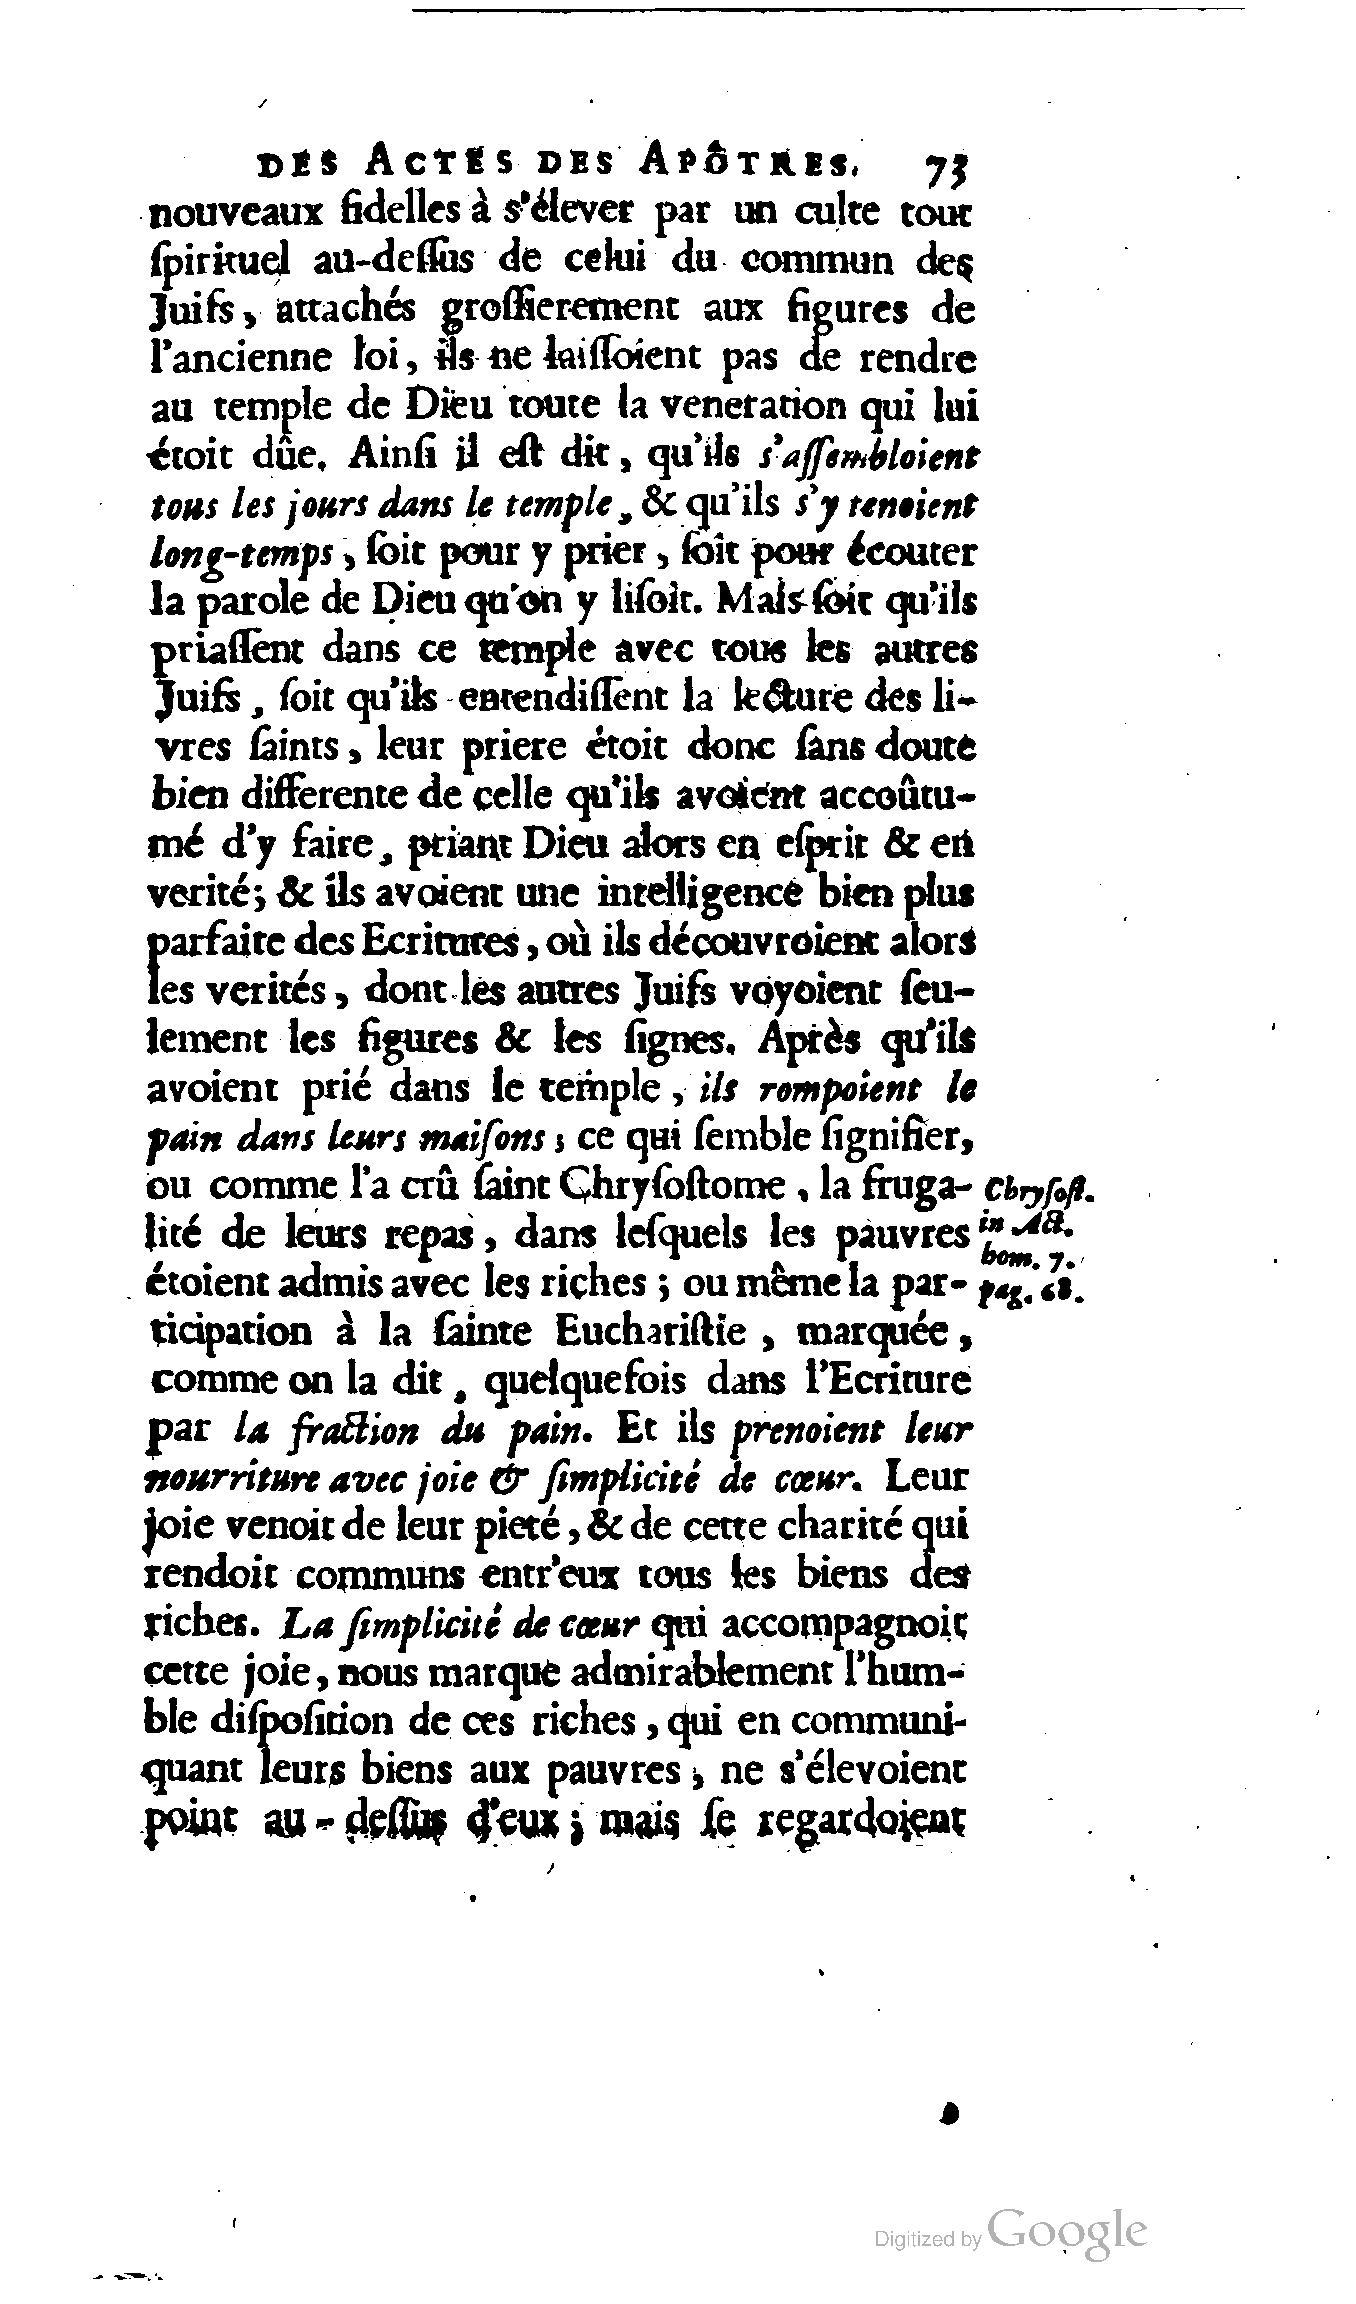 DES ACTES DES APÔTRES. 73
nouveaux fidelles à s'élever par un culte tout
ſpirituel au-deſſus de celui du commun des
Juifs, attachés groſſierement aux figures de
l'ancienne loi, ils ne laiſſoient pas de rendre
au temple de Dieu toute la veneration qui lui
étoit dûe. Ainſi il eſt dit, qu'ils s'aſſembloient
tous les jours dans le temple, & qu'ils s'y tenoient
long-temps, ſoit pour y prier, ſoit pour écouter
la parole de Dieu qu'on y liſoit. Mais ſoit qu'ils
priaſſent dans ce temple avec tous les autres
Juifs, ſoit qu'ils entendiſſent la lecture des li-
vres ſaints, leur priere étoit donc ſans doute
bien differente de celle qu'ils avoient accoûtu-
mé d'y faire, priant Dieu alors en eſprit & en
verité; & ils avoient une intelligence bien plus
parfaite des Ecritures, où ils découvroient alors
les verités, dont les autres Juifs voyoient ſeu-
lement les figures & les ſignes. Après qu'ils
avoient prié dans le temple, ils rompoient le
pain dans leurs maiſons; ce qui ſemble ſignifier,
ou comme l'a crû ſaint Chryſoſtome, la fruga-
lité de leurs repas, dans leſquels les pauvres
étoient admis avec les riches; ou même la par-
ticipation à la ſainte Euchariſtie, marquée,
comme on la dit, quelquefois dans l'Ecriture
par la fraction du pain. Et ils prenoient leur
nourriture avec joie & ſimplicité de cœur. Leur
joie venoit de leur pieté, & de cette charité qui
rendoit communs entr'eux tous les biens des
riches. La ſimplicité de cœur qui accompagnoit
cette joie, nous marque admirablement l'hum-
ble diſpoſition de ces riches, qui en communi-
quant leurs biens aux pauvres, ne s'élevoient
point au-deſſus d'eux; mais ſe regardoient
Chryſoſt.
in Act.
hom. 7.
pag. 68.
Digitized by Google